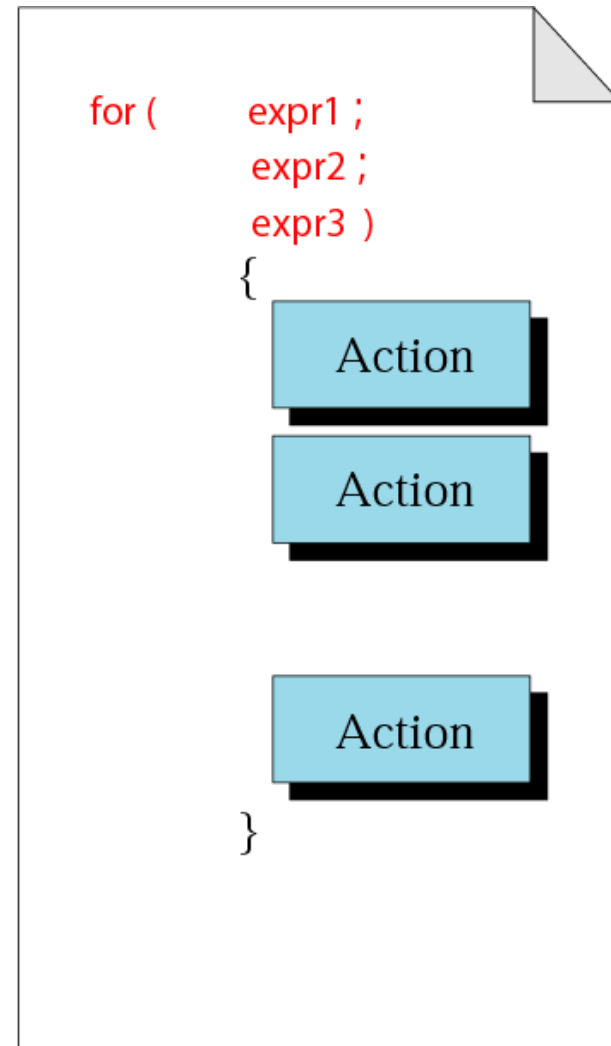 for ( expr1 ;
expr2 ;
expr3 )
{
Action
Action
Action
}